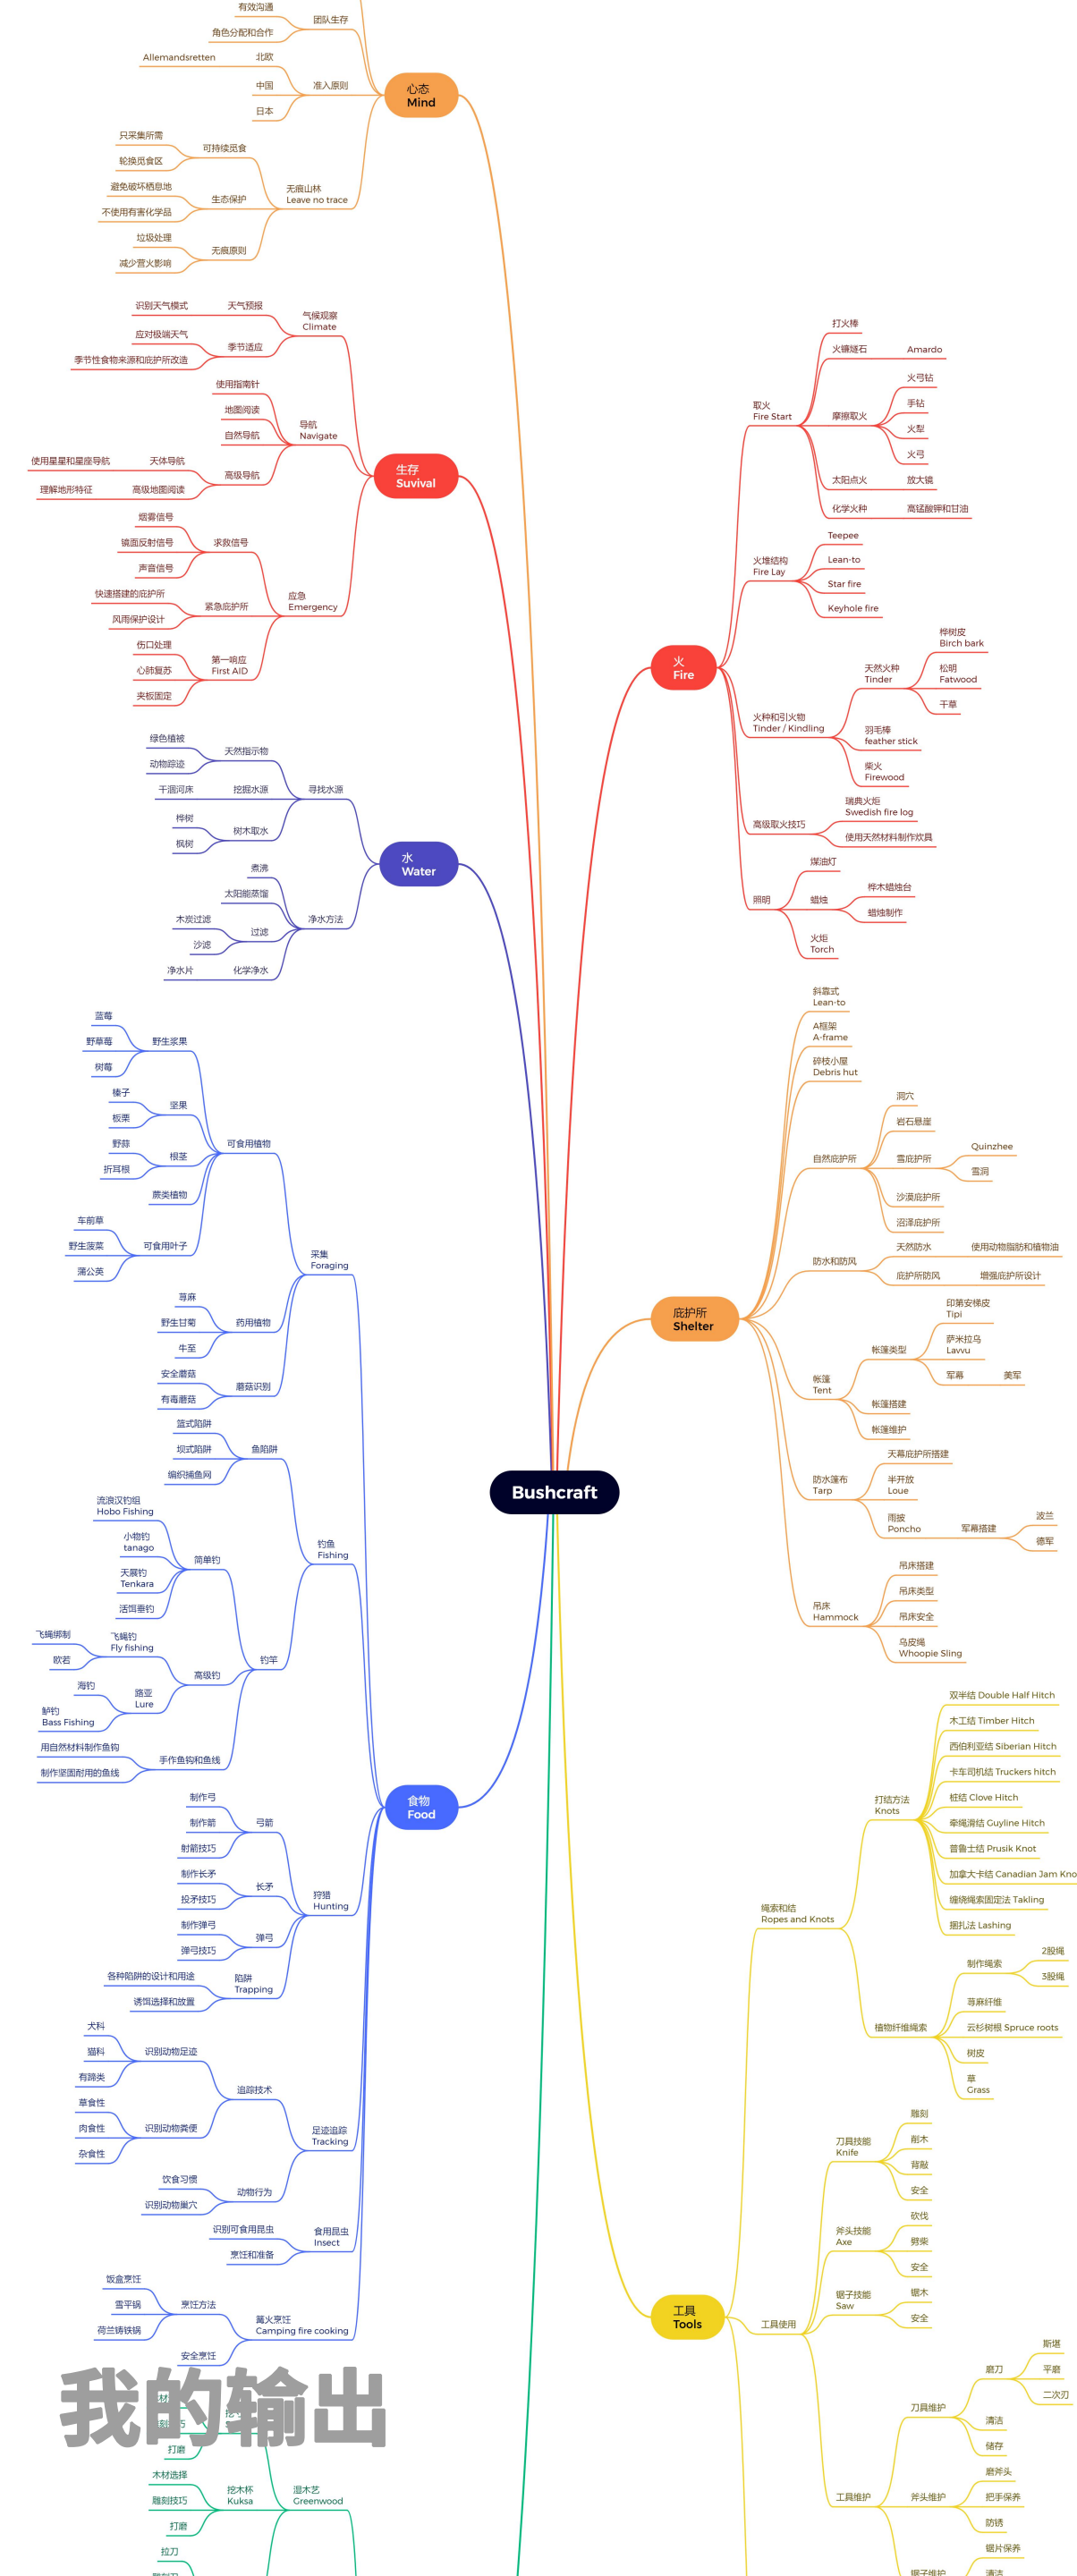 有效沟通
角色分配和合作
团队生存
Allemandsretten
北欧
中国
日本
准入原则
只采集所需
轮换觅食区
可持续觅食
避免破坏栖息地
不使用有害化学品
生态保护
垃圾处理
减少营火影响
无痕原则
无痕山林
Leave no trace
心态
Mind
识别天气模式
天气预报
应对极端天气
季节性食物来源和庇护所改造
季节适应
气候观察
Climate
使用指南针
地图阅读
自然导航
使用星星和星座导航
天体导航
理解地形特征
高级地图阅读
高级导航
导航
Navigate
烟雾信号
镜面反射信号
声音信号
求救信号
快速搭建的庇护所
风雨保护设计
紧急庇护所
伤口处理
心肺复苏
夹板固定
第一响应
First AID
应急
Emergency
生存
Suvival
绿色植被
动物踪迹
天然指示物
干涸河床
挖掘水源
桦树
枫树
树木取水
寻找水源
煮沸
太阳能蒸馏
木炭过滤
沙滤
过滤
净水片
化学净水
净水方法
水
Water
蓝莓
野草莓
树莓
野生浆果
榛子
板栗
坚果
野蒜
折耳根
根茎
蕨类植物
车前草
野生菠菜
蒲公英
可食用叶子
可食用植物
荨麻
野生甘菊
牛至
药用植物
安全蘑菇
有毒蘑菇
蘑菇识别
采集
Foraging
篮式陷阱
坝式陷阱
编织捕鱼网
鱼陷阱
流浪汉钓组
Hobo Fishing
小物钓
tanago
天展钓
Tenkara
活饵垂钓
简单钓
飞蝇绑制
欧若
飞蝇钓
Fly fishing
海钓
鲈钓
Bass Fishing
路亚
Lure
高级钓
用自然材料制作鱼钩
制作坚固耐用的鱼线
手作鱼钩和鱼线
钓竿
钓鱼
Fishing
制作弓
制作箭
射箭技巧
弓箭
制作长矛
投矛技巧
长矛
制作弹弓
弹弓技巧
弹弓
各种陷阱的设计和用途
诱饵选择和放置
陷阱
Trapping
狩猎
Hunting
犬科
猫科
有蹄类
识别动物足迹
草食性
肉食性
杂食性
识别动物粪便
追踪技术
饮食习惯
识别动物巢穴
动物行为
足迹追踪
Tracking
识别可食用昆虫
烹饪和准备
食用昆虫
Insect
饭盒烹饪
雪平锅
荷兰铸铁锅
烹饪方法
安全烹饪
篝火烹饪
Camping fire cooking
食物
Food
我的输出
打磨
木材选择
雕刻技巧
打磨
挖木杯
Kuksa
拉刀
湿木艺
Greenwood
Bushcraft
打火棒
火镰燧石
Amardo
火弓钻
手钻
火犁
火弓
摩擦取火
太阳点火
放大镜
化学火种
高锰酸钾和甘油
取火
Fire Start
Teepee
Lean-to
Star fire
Keyhole fire
火堆结构
Fire Lay
桦树皮
Birch bark
松明
Fatwood
干草
天然火种
Tinder
羽毛棒
feather stick
柴火
Firewood
火种和引火物
Tinder / Kindling
瑞典火炬
Swedish fire log
使用天然材料制作炊具
高级取火技巧
煤油灯
桦木蜡烛台
蜡烛制作
蜡烛
火炬
Torch
照明
火
Fire
斜靠式
Lean-to
A框架
A-frame
碎枝小屋
Debris hut
洞穴
岩石悬崖
Quinzhee
雪洞
雪庇护所
沙漠庇护所
沼泽庇护所
自然庇护所
天然防水
使用动物脂肪和植物油
庇护所防风
增强庇护所设计
防水和防风
印第安梯皮
Tipi
萨米拉乌
Lavvu
军幕
美军
帐篷类型
帐篷搭建
帐篷维护
帐篷
Tent
天幕庇护所搭建
半开放
Loue
雨披
Poncho
军幕搭建
波兰
德军
防水篷布
Tarp
吊床搭建
吊床类型
吊床安全
乌皮绳
Whoopie Sling
吊床
Hammock
庇护所
Shelter
双半结 Double Half Hitch
木工结 Timber Hitch
西伯利亚结 Siberian Hitch
卡车司机结 Truckers hitch
桩结 Clove Hitch
牵绳滑结 Guyline Hitch
普鲁士结 Prusik Knot
加拿大卡结 Canadian Jam Kno
缠绕绳索固定法 Takling
捆扎法 Lashing
打结方法
Knots
2股绳
3股绳
制作绳索
荨麻纤维
云杉树根 Spruce roots
树皮
草
Grass
植物纤维绳索
绳索和结
Ropes and Knots
雕刻
削木
背敲
安全
刀具技能
Knife
砍伐
劈柴
安全
斧头技能
Axe
锯木
安全
锯子技能
Saw
工具使用
斯堪
平磨
二次刃
磨刀
清洁
储存
刀具维护
磨斧头
把手保养
防锈
斧头维护
锯片保养
清洁
锯子维护
工具维护
工具
Tools